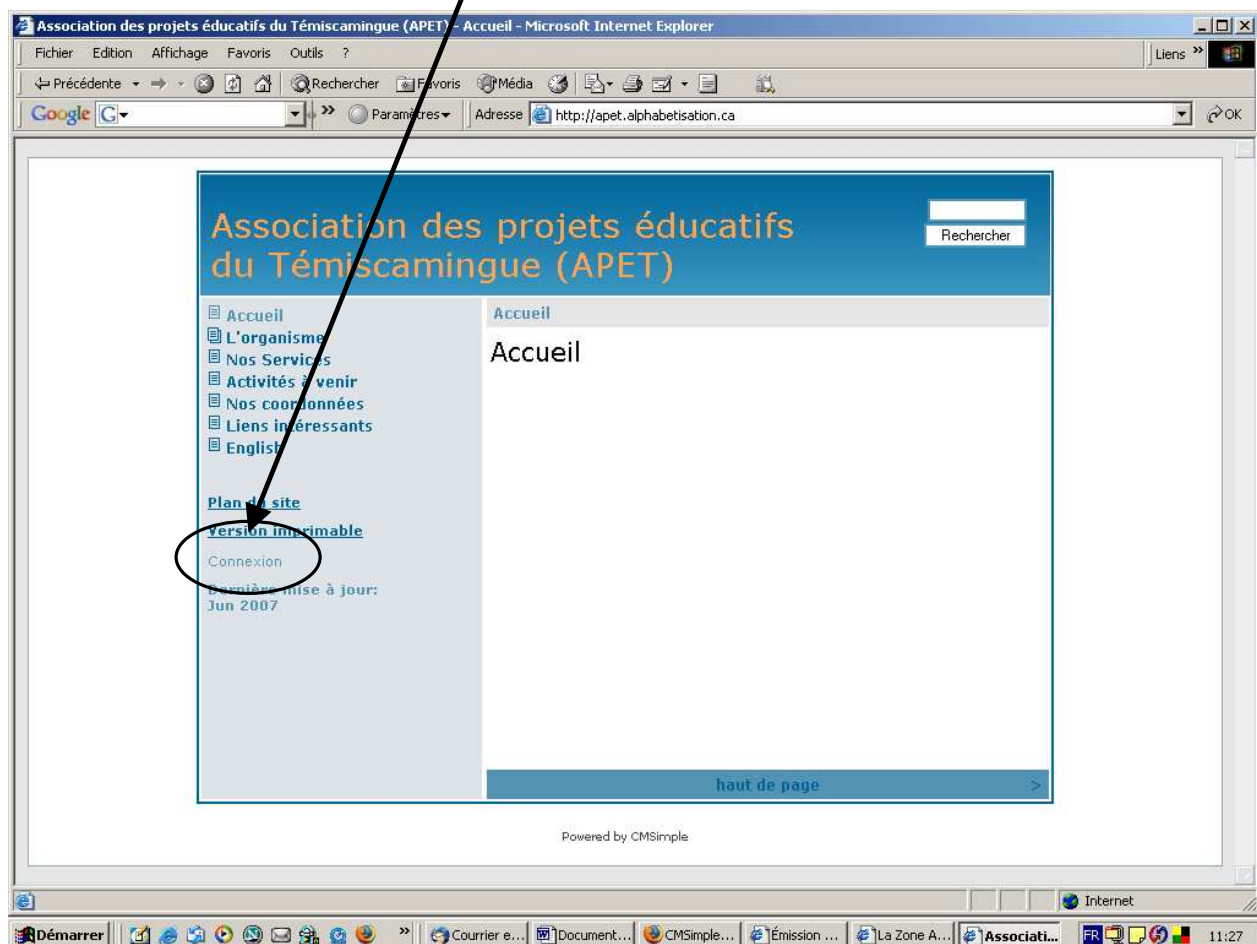 Association des projets éducatifs du Témiscamingue (APET) - Accueil - Microsoft Internet Explorer
Fichier Edition Affichage Favoris Outils ? Liens »
Précédente Rechercher Favoris Média
Google G » Paramètres Adresse http://apet.alphabetisation.ca OK
Association des projets éducatifs
du Témiscamingue (APET)
Rechercher
Accueil
L'organisme
Nos Services
Activités à venir
Nos coordonnées
Liens intéressants
English
Plan du site
Version imprimable
Connexion
Dernière mise à jour:
Jun 2007
Accueil
Accueil
haut de page >
Powered by CMSimple
Internet
Démarrer » Courrier e... Document... CMSimple... Émission ... La Zone A... Associati... FR 11:27